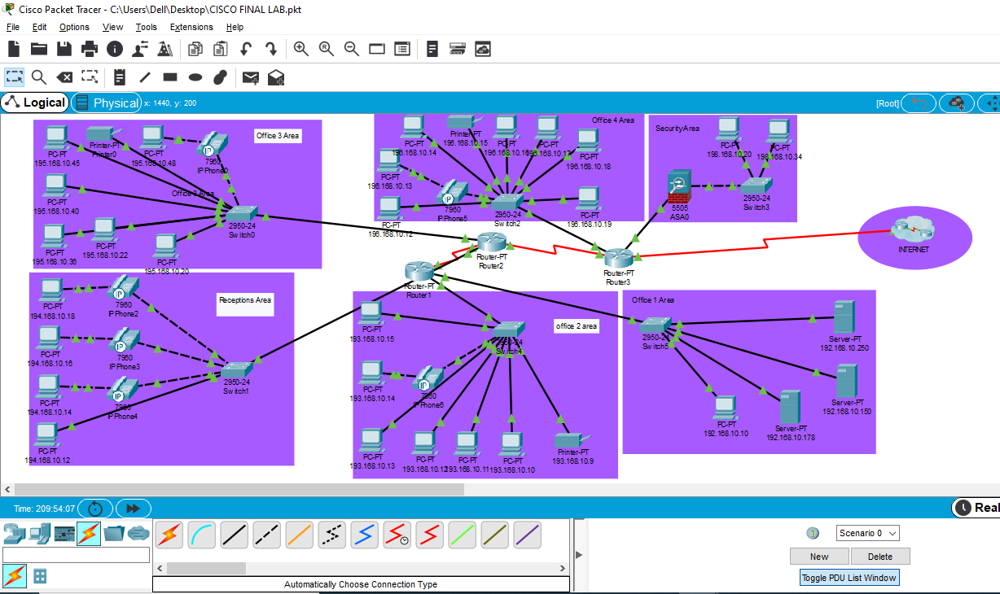 Cisco Packet Tracer - C:\Users\Dell\Desktop\CISCO FINAL LAB.pkt
File Edit Options View Tools Extensions Help
Logical Physical x: 1440, y: 200 [Root]
Office 3 Area
PC-PT
195.168.10.45
Printer-PT
Printer0
PC-PT
195.168.10.48
7960
IP Phone0
PC-PT
195.168.10.40
Office 3 Area
2950-24
Switch0
PC-PT
195.168.10.36
PC-PT
195.168.10.22
PC-PT
195.168.10.20
Office 4 Area
PC-PT
196.168.10.14
Printer-PT
196.168.10.15
PC-PT
196.168.10.16
PC-PT
196.168.10.17
PC-PT
196.168.10.18
PC-PT
196.168.10.13
7960
IP Phone5
2950-24
Switch2
PC-PT
196.168.10.12
PC-PT
196.168.10.19
Security Area
PC-PT
198.168.10.20
PC-PT
198.168.10.34
5505
ASA0
2950-24
Switch3
INTERNET
Router-PT
Router2
Router-PT
Router3
Router-PT
Router1
Receptions Area
PC-PT
194.168.10.18
7960
IP Phone2
PC-PT
194.168.10.16
7960
IP Phone3
PC-PT
194.168.10.14
7960
IP Phone4
2950-24
Switch1
PC-PT
194.168.10.12
office 2 area
PC-PT
193.168.10.15
2950-24
Switch4
PC-PT
193.168.10.14
7960
IP Phone6
PC-PT
193.168.10.13
PC-PT
193.168.10.12
PC-PT
193.168.10.11
PC-PT
193.168.10.10
Printer-PT
193.168.10.9
Office 1 Area
2950-24
Switch5
Server-PT
192.168.10.250
Server-PT
192.168.10.150
PC-PT
192.168.10.10
Server-PT
192.168.10.178
Time: 209:54:07
Real
Scenario 0
New Delete
Toggle PDU List Window
Automatically Choose Connection Type